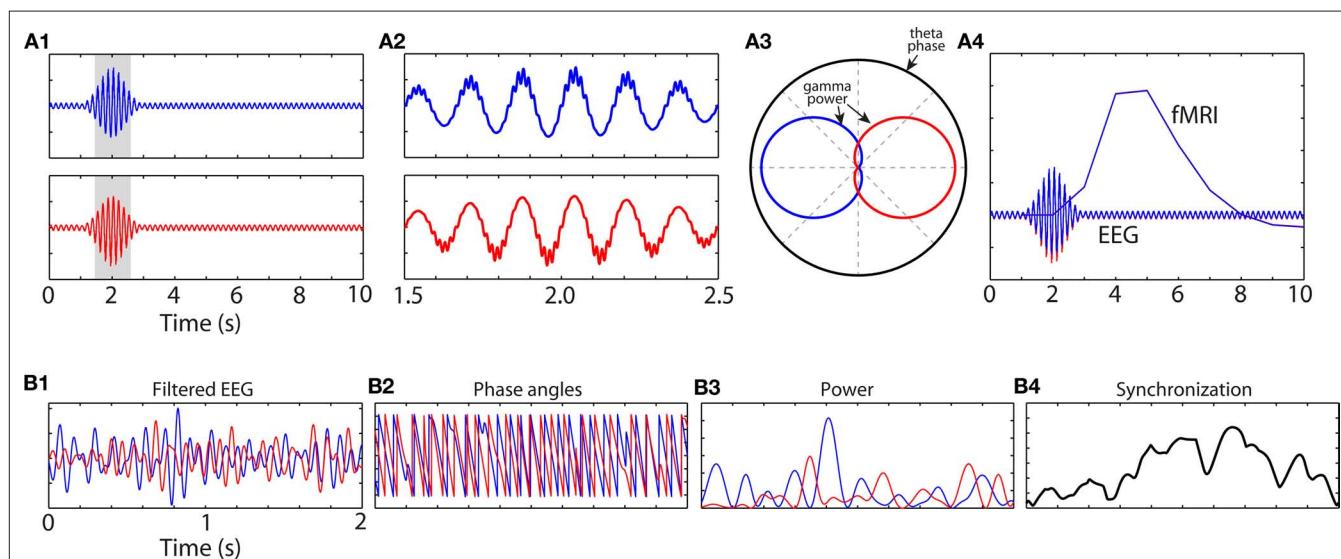 A1
A2
A3
A4
theta
phase
gamma
power
fMRI
EEG
0 2 4 6 8 10
Time (s)
1.5 2.0 2.5
0 2 4 6 8 10
B1 Filtered EEG
B2 Phase angles
B3 Power
B4 Synchronization
0 1 2
Time (s)